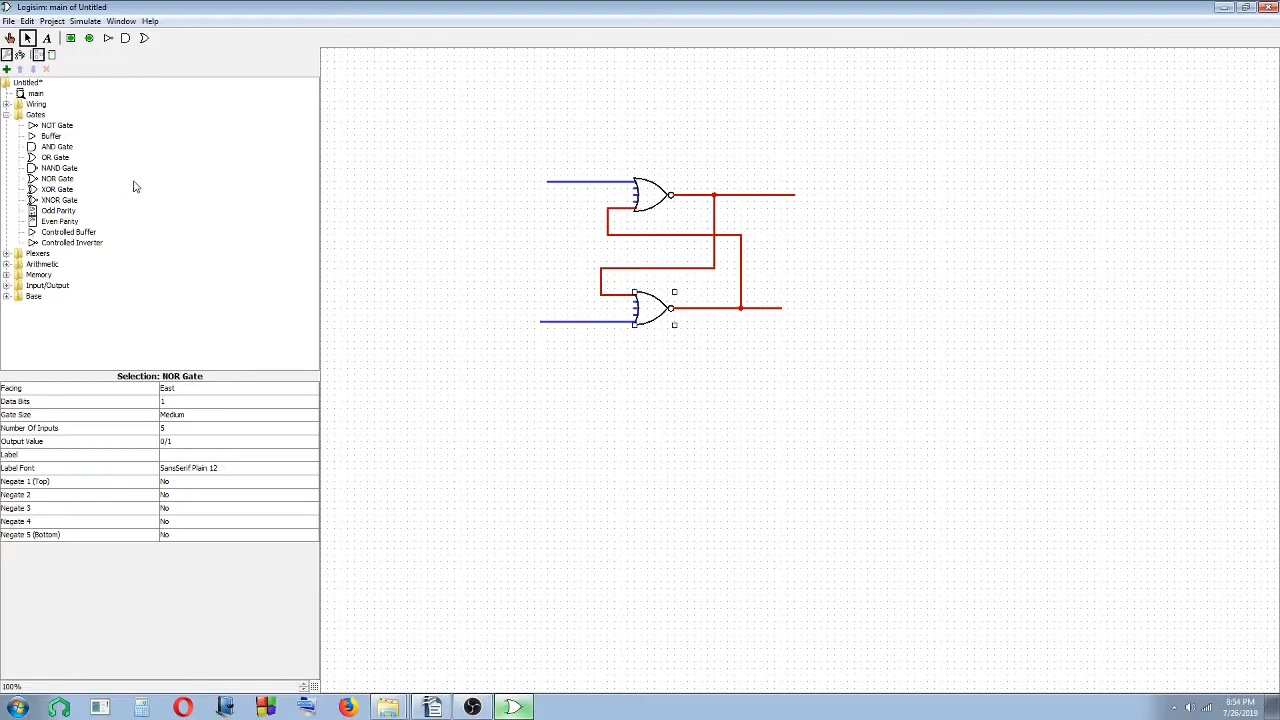 Logisim: main of Untitled
File Edit Project Simulate Window Help
A
Untitled*
main
Wiring
Gates
NOT Gate
Buffer
AND Gate
OR Gate
NAND Gate
NOR Gate
XOR Gate
XNOR Gate
Odd Parity
Even Parity
Controlled Buffer
Controlled Inverter
Plexers
Arithmetic
Memory
Input/Output
Base
Selection: NOR Gate
Facing East
Data Bits 1
Gate Size Medium
Number Of Inputs 5
Output Value 0/1
Label
Label Font SansSerif Plain 12
Negate 1 (Top) No
Negate 2 No
Negate 3 No
Negate 4 No
Negate 5 (Bottom) No
100%
8:54 PM
7/26/2019